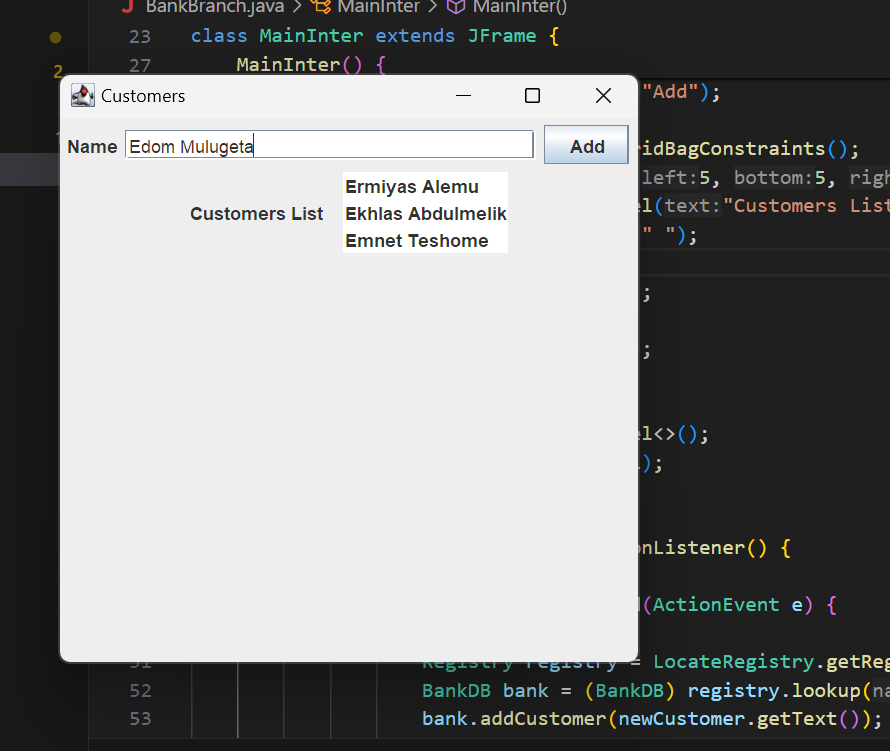 BankBranch.java > MainInter > MainInter()
23 class MainInter extends JFrame {
27 MainInter() {
2
Customers
"Add");
Name Edom Mulugeta Add
idBagConstraints();
left:5, bottom:5, righ
Ermiyas Alemu
l(text:"Customers List
Customers List Ekhlas Abdulmelik
" ");
Emnet Teshome
;
;
l<>();
);
onListener() {
(ActionEvent e) {
51 Registry registry = LocateRegistry.getReg
52 BankDB bank = (BankDB) registry.lookup(na
53 bank.addCustomer(newCustomer.getText());